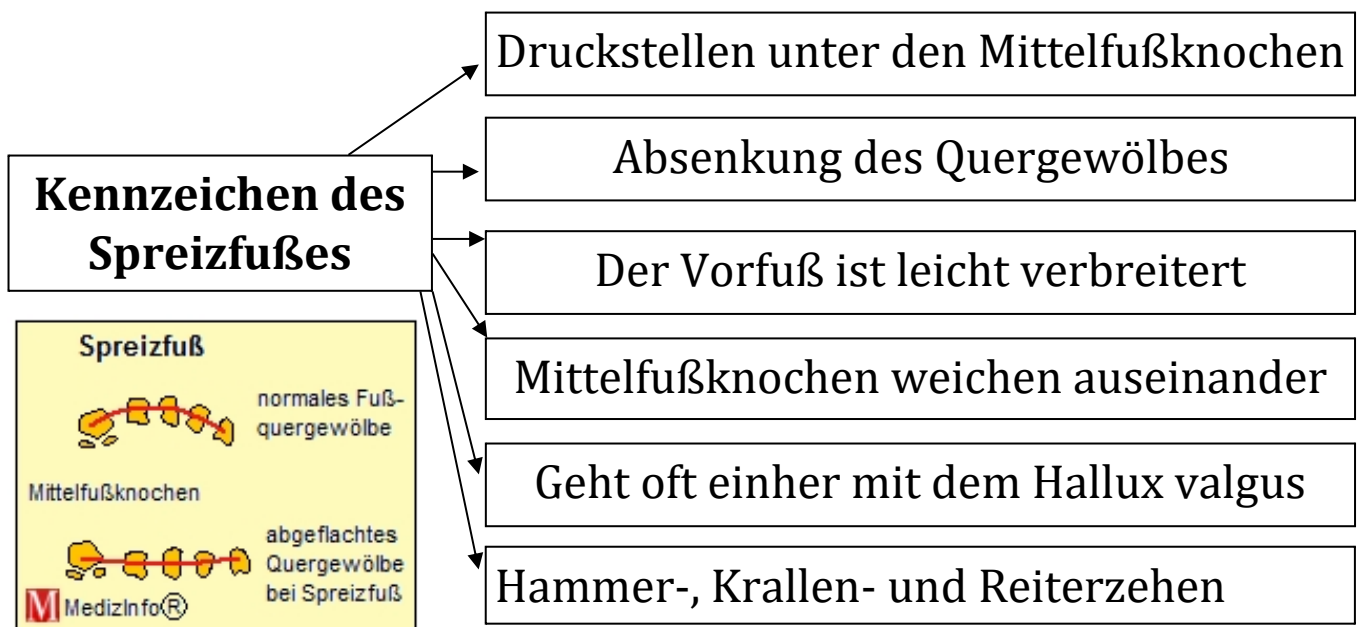 Druckstellen unter den Mittelfußknochen
Absenkung des Quergewölbes
Kennzeichen des
Spreizfußes
Der Vorfuß ist leicht verbreitert
Mittelfußknochen weichen auseinander
Geht oft einher mit dem Hallux valgus
Hammer-, Krallen- und Reiterzehen
Spreizfuß
normales Fuß-
quergewölbe
Mittelfußknochen
abgeflachtes
Quergewölbe
bei Spreizfuß
M MedizInfo®